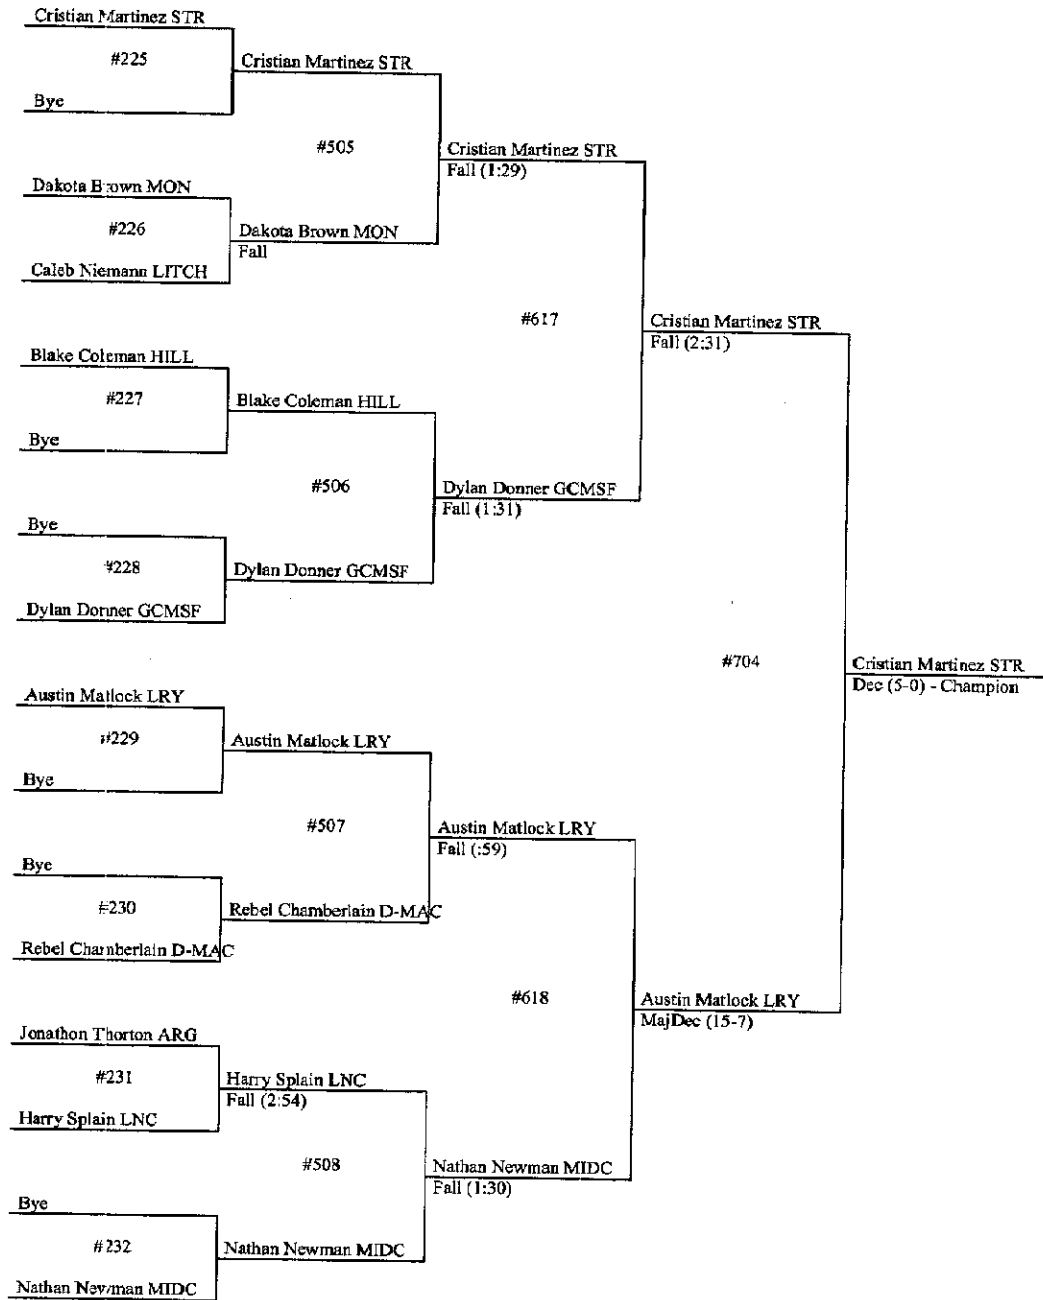 Cristian Martinez STR
#225
Cristian Martinez STR
Bye
#505
Cristian Martinez STR
Fall (1:29)
Dakota Brown MON
#226
Dakota Brown MON
Fall
Caleb Niemann LITCH
#617
Cristian Martinez STR
Fall (2:31)
Blake Coleman HILL
#227
Blake Coleman HILL
Bye
#506
Dylan Donner GCMSF
Fall (1:31)
Bye
#228
Dylan Donner GCMSF
Dylan Donner GCMSF
#704
Cristian Martinez STR
Dec (5-0) - Champion
Austin Matlock LRY
#229
Austin Matlock LRY
Bye
#507
Austin Matlock LRY
Fall (:59)
Bye
#230
Rebel Chamberlain D-MAC
Rebel Chamberlain D-MAC
#618
Austin Matlock LRY
MajDec (15-7)
Jonathon Thorton ARG
#231
Harry Splain LNC
Fall (2:54)
Harry Splain LNC
#508
Nathan Newman MIDC
Fall (1:30)
Bye
#232
Nathan Newman MIDC
Nathan Newman MIDC